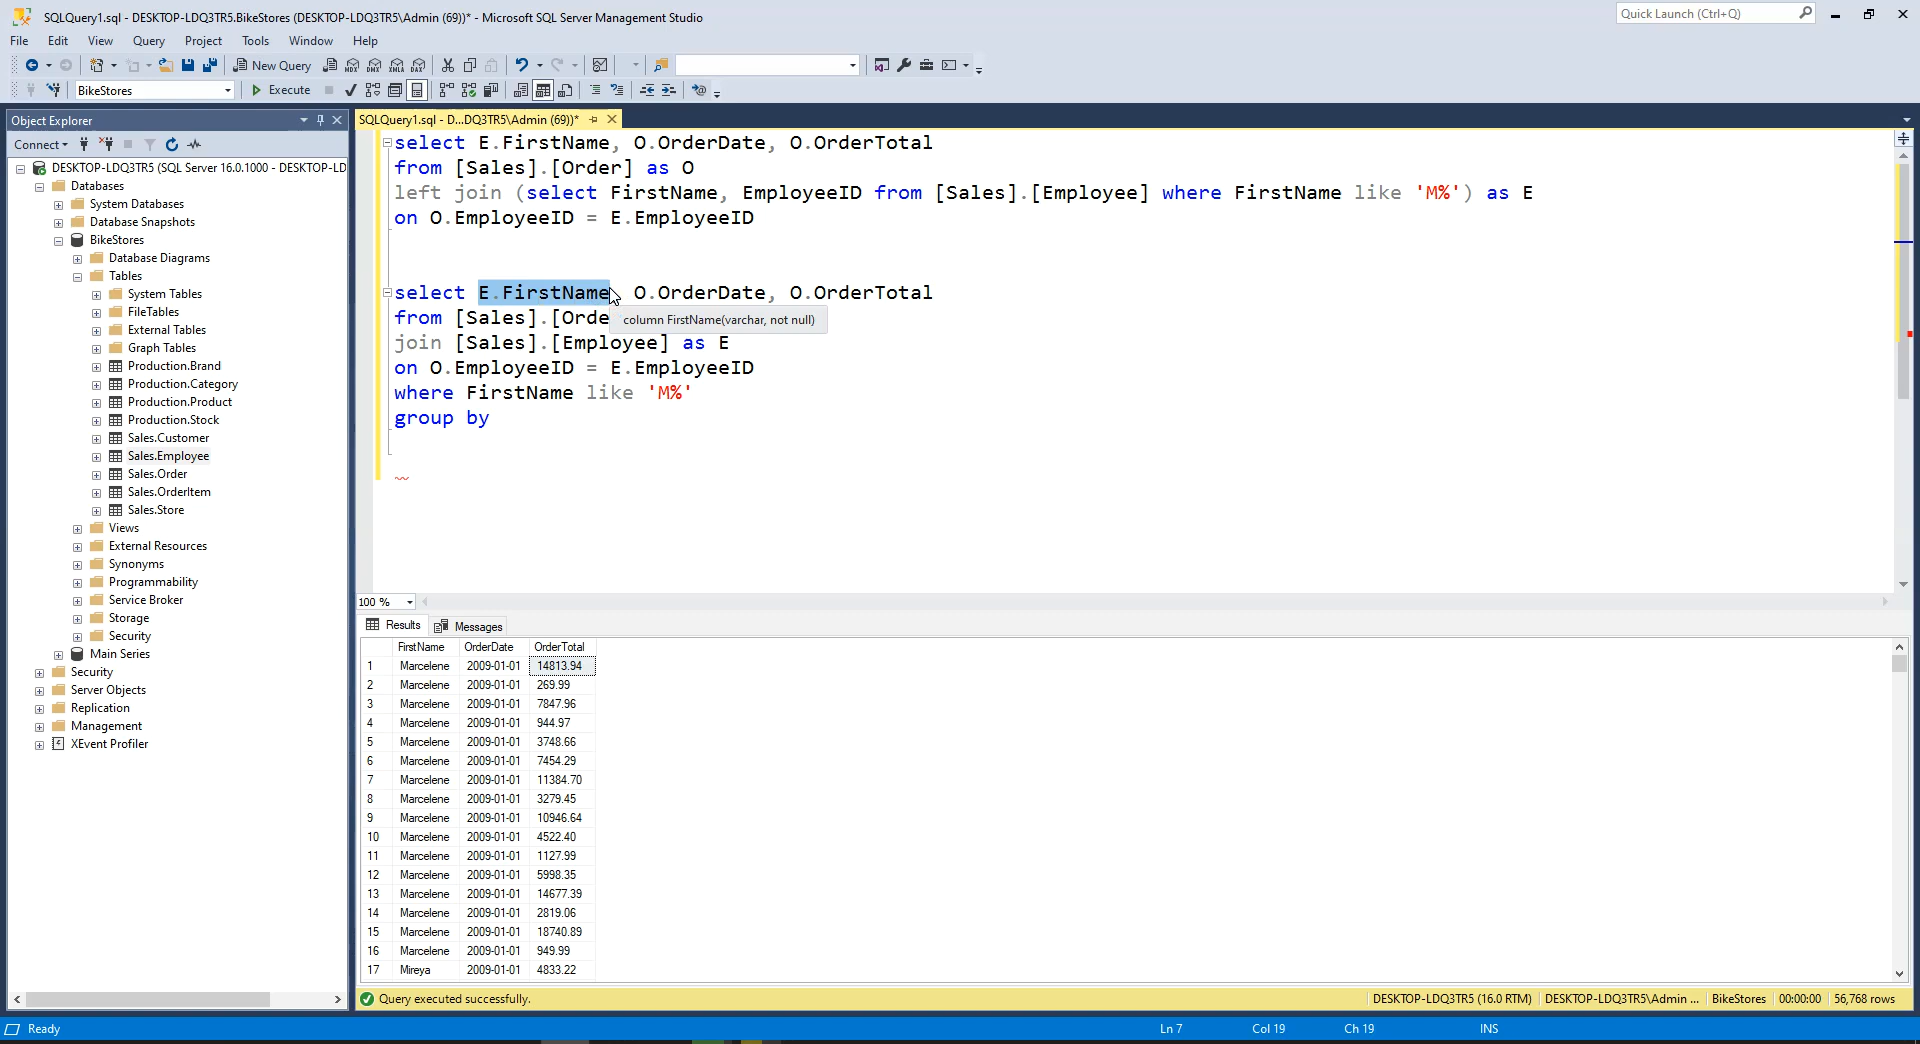 SQLQuery1.sql - DESKTOP-LDQ3TR5.BikeStores (DESKTOP-LDQ3TR5\Admin (69))* - Microsoft SQL Server Management Studio
Quick Launch (Ctrl+Q)
File Edit View Query Project Tools Window Help
New Query
MDX DMX XMLA DAX
BikeStores
Execute
Object Explorer
SQLQuery1.sql - D...DQ3TR5\Admin (69))*
Connect
DESKTOP-LDQ3TR5 (SQL Server 16.0.1000 - DESKTOP-LD
Databases
System Databases
Database Snapshots
BikeStores
Database Diagrams
Tables
System Tables
FileTables
External Tables
Graph Tables
Production.Brand
Production.Category
Production.Product
Production.Stock
Sales.Customer
Sales.Employee
Sales.Order
Sales.OrderItem
Sales.Store
Views
External Resources
Synonyms
Programmability
Service Broker
Storage
Security
Main Series
Security
Server Objects
Replication
Management
XEvent Profiler
select E.FirstName, O.OrderDate, O.OrderTotal
from [Sales].[Order] as O
left join (select FirstName, EmployeeID from [Sales].[Employee] where FirstName like 'M%') as E
on O.EmployeeID = E.EmployeeID
select E.FirstName, O.OrderDate, O.OrderTotal
from [Sales].[Orde
column FirstName(varchar, not null)
join [Sales].[Employee] as E
on O.EmployeeID = E.EmployeeID
where FirstName like 'M%'
group by
100 %
Results Messages
FirstName OrderDate OrderTotal
1 Marcelene 2009-01-01 14813.94
2 Marcelene 2009-01-01 269.99
3 Marcelene 2009-01-01 7847.96
4 Marcelene 2009-01-01 944.97
5 Marcelene 2009-01-01 3748.66
6 Marcelene 2009-01-01 7454.29
7 Marcelene 2009-01-01 11384.70
8 Marcelene 2009-01-01 3279.45
9 Marcelene 2009-01-01 10946.64
10 Marcelene 2009-01-01 4522.40
11 Marcelene 2009-01-01 1127.99
12 Marcelene 2009-01-01 5998.35
13 Marcelene 2009-01-01 14677.39
14 Marcelene 2009-01-01 2819.06
15 Marcelene 2009-01-01 18740.89
16 Marcelene 2009-01-01 949.99
17 Mireya 2009-01-01 4833.22
Query executed successfully.
DESKTOP-LDQ3TR5 (16.0 RTM) DESKTOP-LDQ3TR5\Admin ... BikeStores 00:00:00 56,768 rows
Ready
Ln 7 Col 19 Ch 19 INS